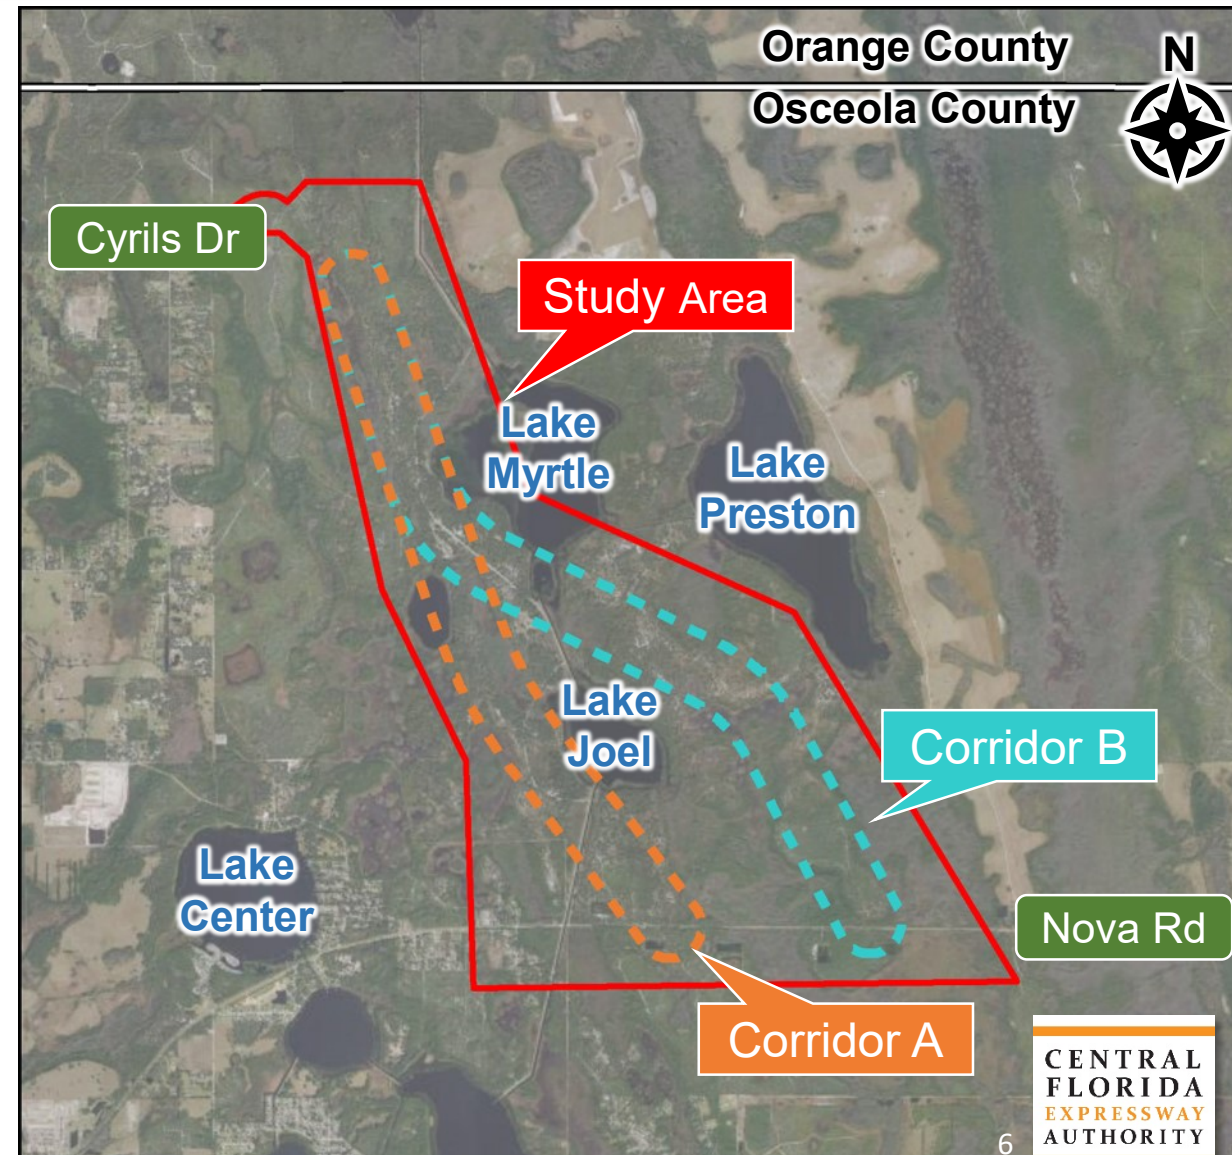 Orange County
N
Osceola County
Cyrils Dr
Study Area
Lake
Myrtle
Lake
Preston
Lake
Joel
Corridor B
Lake
Center
Nova Rd
Corridor A
CENTRAL
FLORIDA
EXPRESSWAY
AUTHORITY
6